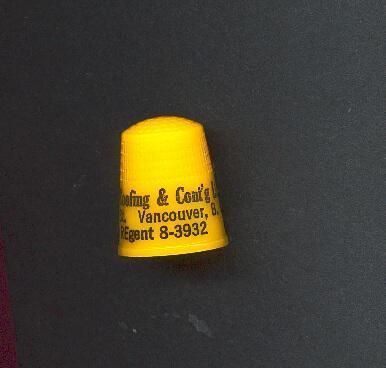 oofing & Cont'g L
Vancouver, B.
REgent 8-3932